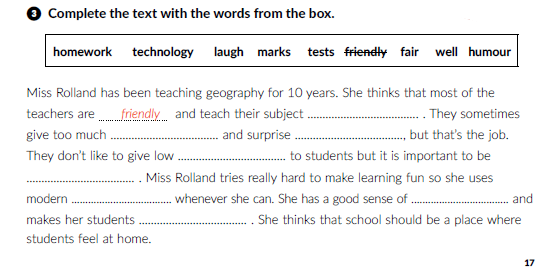 3 Complete the text with the words from the box.
homework technology laugh marks tests friendly fair well humour
Miss Rolland has been teaching geography for 10 years. She thinks that most of the
teachers are friendly and teach their subject .................................... . They sometimes
give too much .................................... and surprise ...................................., but that's the job.
They don't like to give low .................................... to students but it is important to be
.................................... . Miss Rolland tries really hard to make learning fun so she uses
modern .................................... whenever she can. She has a good sense of .................................... and
makes her students .................................... . She thinks that school should be a place where
students feel at home.
17